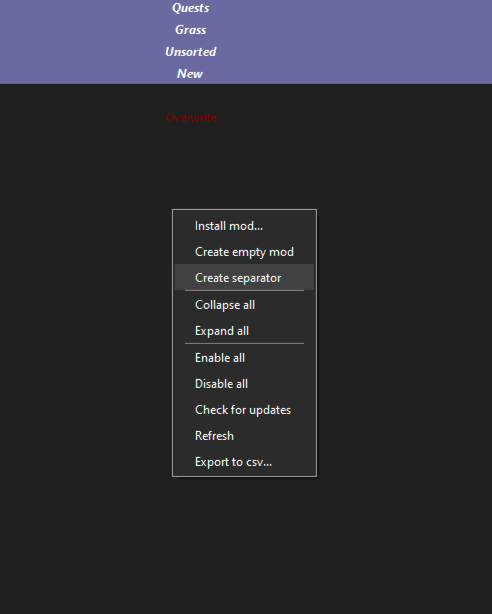 Quests
Grass
Unsorted
New
Overwrite
Install mod...
Create empty mod
Create separator
Collapse all
Expand all
Enable all
Disable all
Check for updates
Refresh
Export to csv...